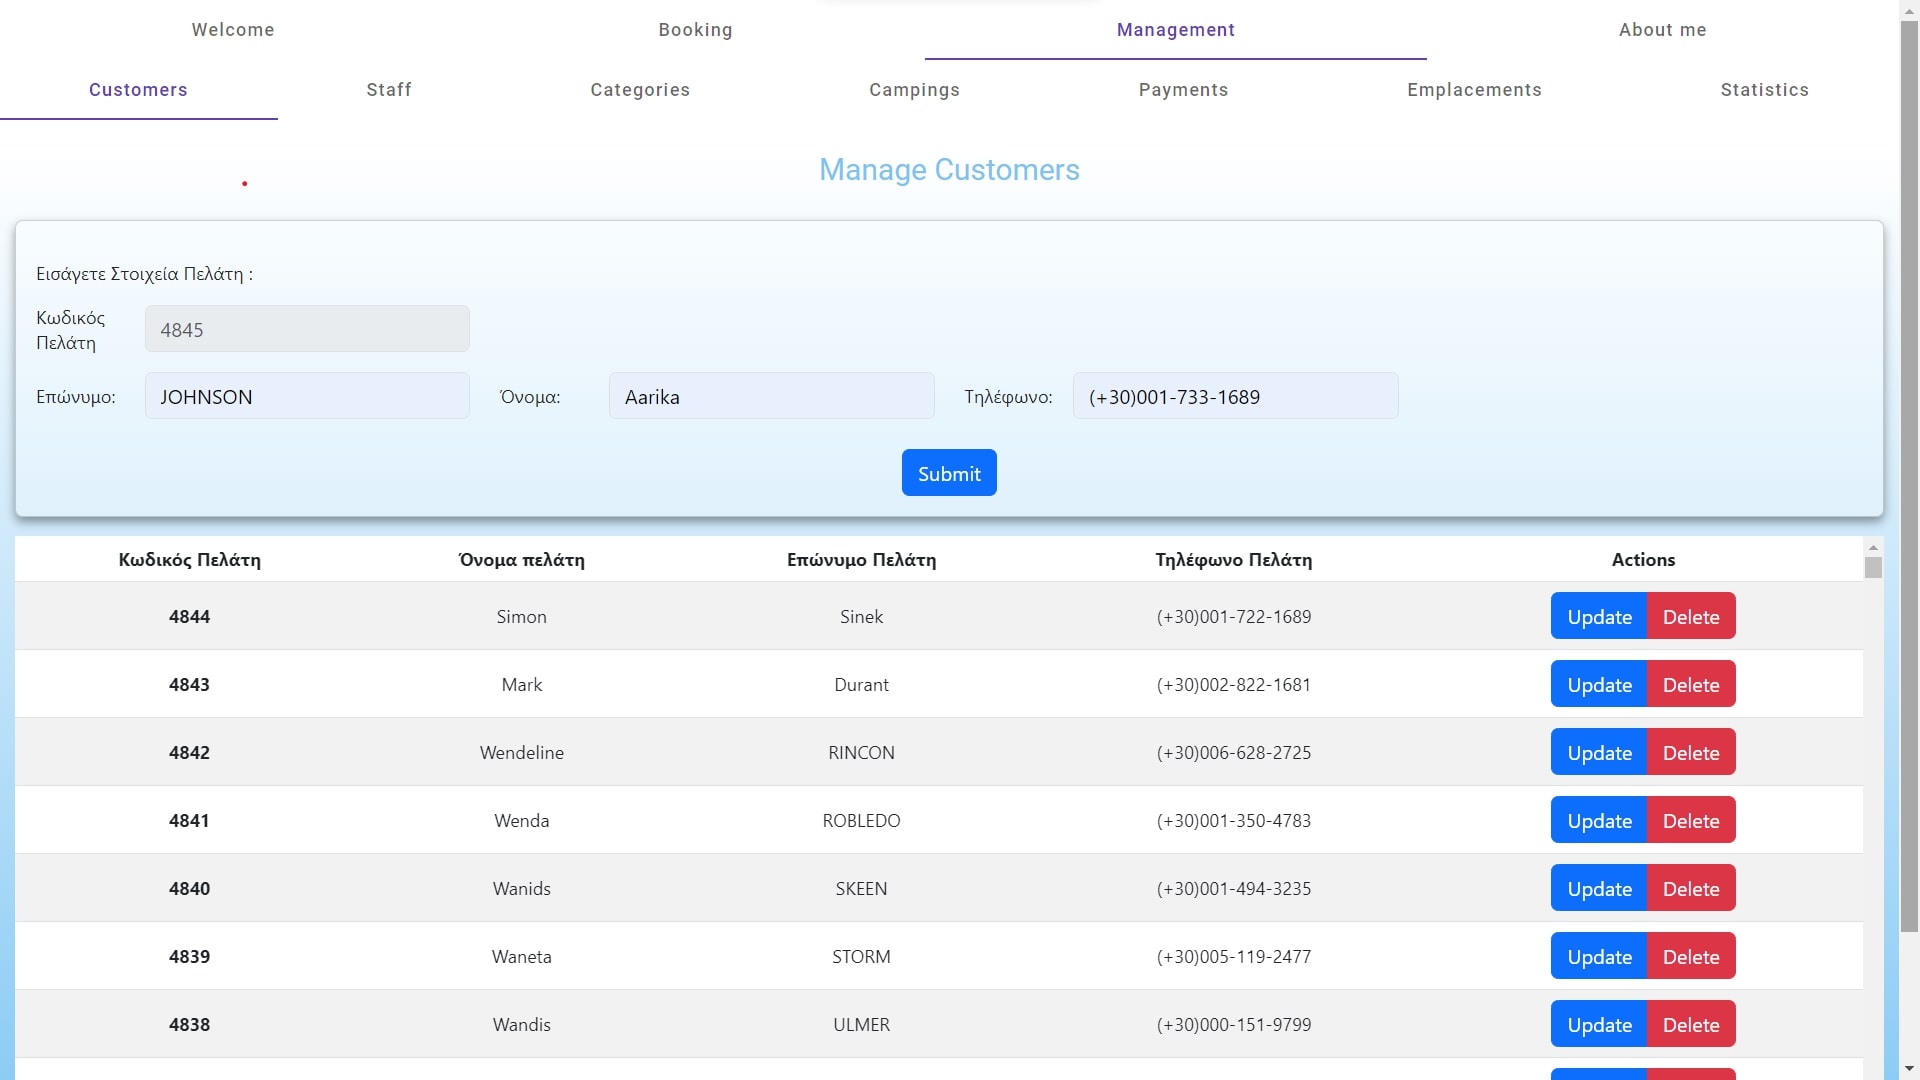 Welcome Booking Management About me
Customers Staff Categories Campings Payments Emplacements Statistics
Manage Customers
Εισάγετε Στοιχεία Πελάτη :
Κωδικός Πελάτη 4845
Επώνυμο: JOHNSON Όνομα: Aarika Τηλέφωνο: (+30)001-733-1689
Submit
Κωδικός Πελάτη Όνομα πελάτη Επώνυμο Πελάτη Τηλέφωνο Πελάτη Actions
4844 Simon Sinek (+30)001-722-1689 Update Delete
4843 Mark Durant (+30)002-822-1681 Update Delete
4842 Wendeline RINCON (+30)006-628-2725 Update Delete
4841 Wenda ROBLEDO (+30)001-350-4783 Update Delete
4840 Wanids SKEEN (+30)001-494-3235 Update Delete
4839 Waneta STORM (+30)005-119-2477 Update Delete
4838 Wandis ULMER (+30)000-151-9799 Update Delete